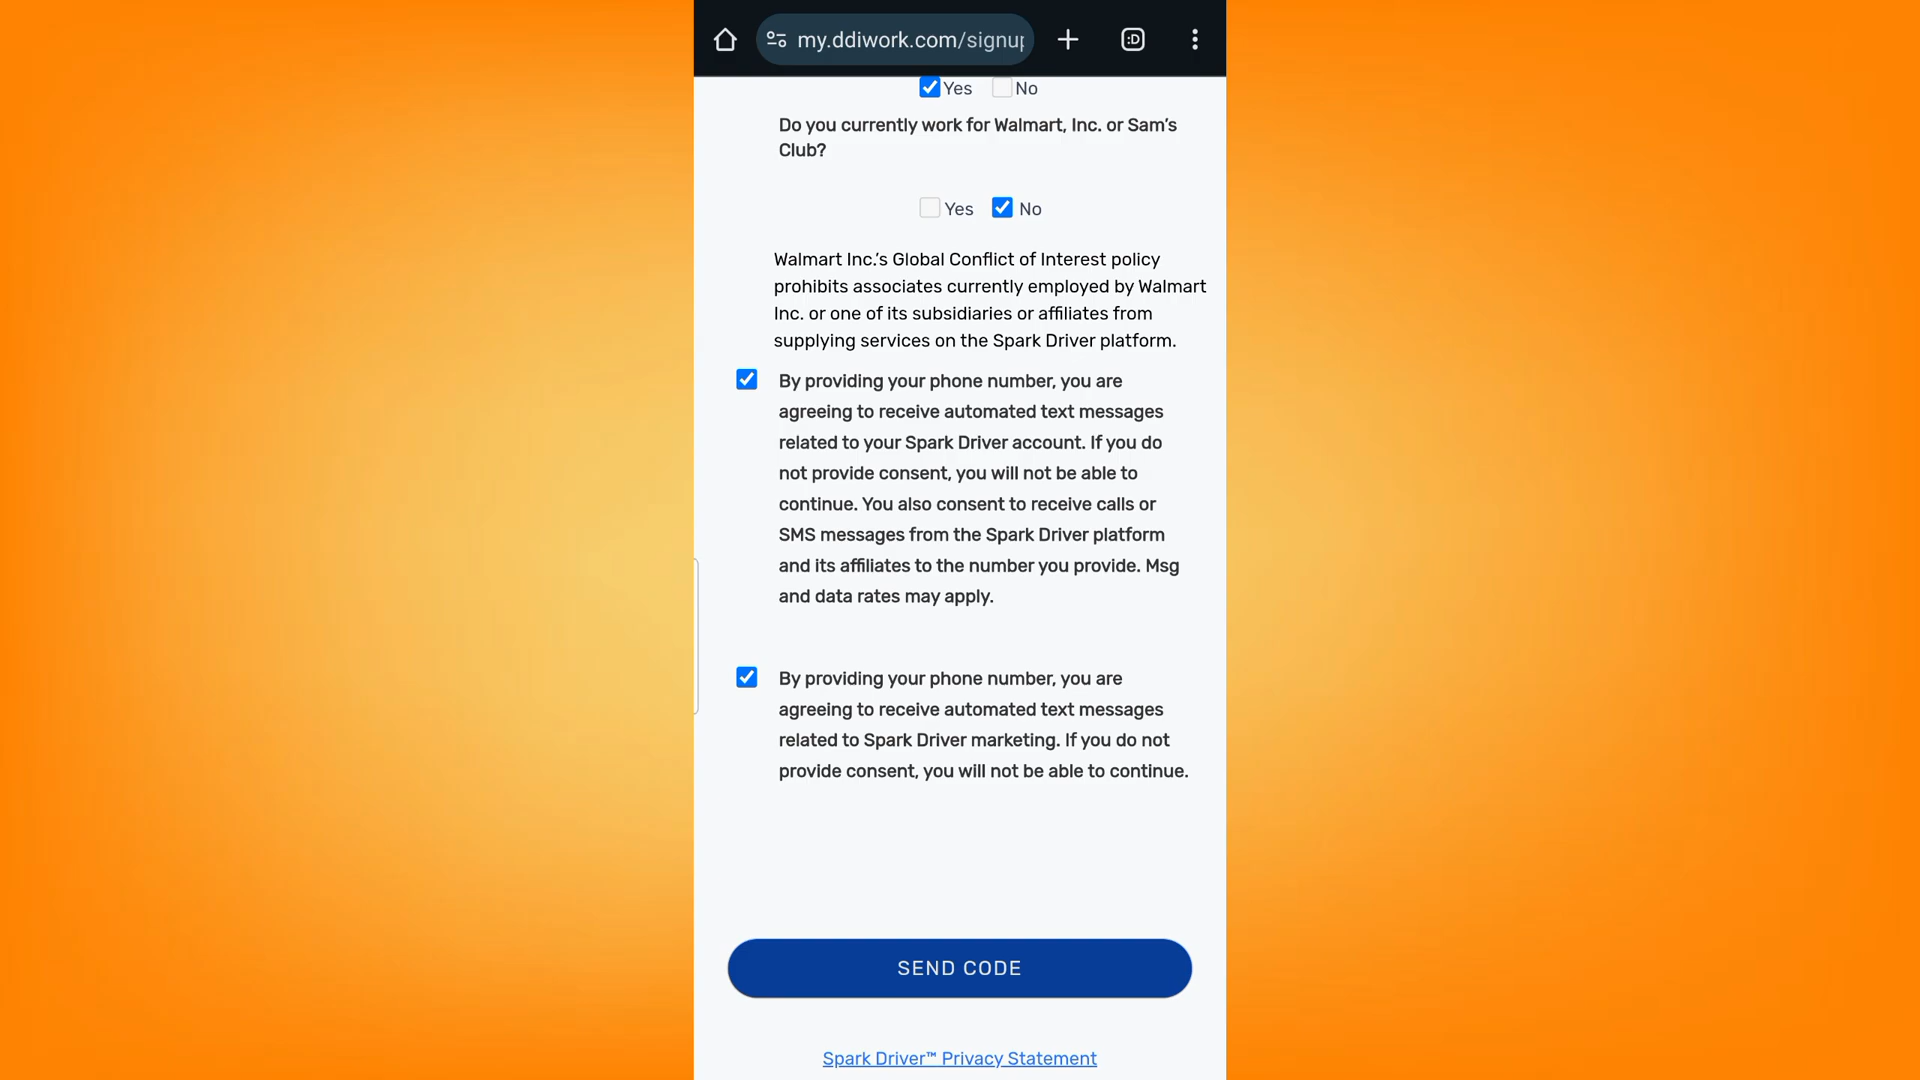 my.ddiwork.com/signup
:D
Yes No
Do you currently work for Walmart, Inc. or Sam's
Club?
Yes No
Walmart Inc.'s Global Conflict of Interest policy
prohibits associates currently employed by Walmart
Inc. or one of its subsidiaries or affiliates from
supplying services on the Spark Driver platform.
By providing your phone number, you are
agreeing to receive automated text messages
related to your Spark Driver account. If you do
not provide consent, you will not be able to
continue. You also consent to receive calls or
SMS messages from the Spark Driver platform
and its affiliates to the number you provide. Msg
and data rates may apply.
By providing your phone number, you are
agreeing to receive automated text messages
related to Spark Driver marketing. If you do not
provide consent, you will not be able to continue.
SEND CODE
Spark Driver™ Privacy Statement